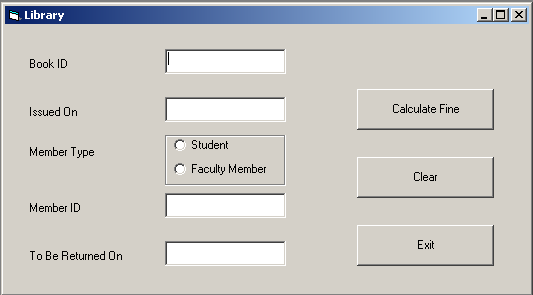 Library
Book ID
Issued On
Member Type
Student
Faculty Member
Member ID
To Be Returned On
Calculate Fine
Clear
Exit